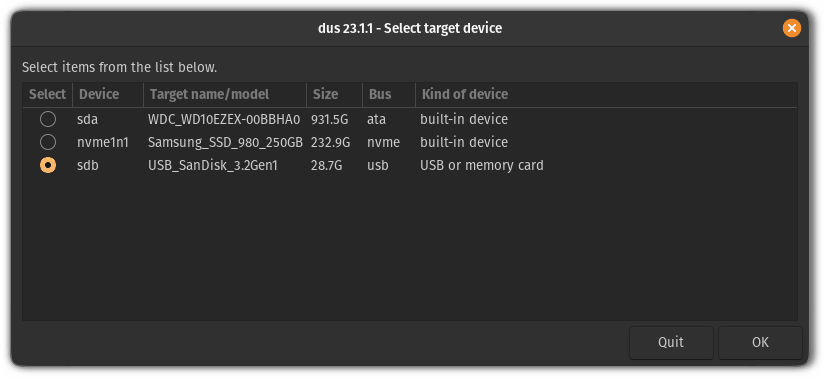 dus 23.1.1 - Select target device
Select items from the list below.
Select Device Target name/model Size Bus Kind of device
sda WDC_WD10EZEX-00BBHA0 931.5G ata built-in device
nvme1n1 Samsung_SSD_980_250GB 232.9G nvme built-in device
sdb USB_SanDisk_3.2Gen1 28.7G usb USB or memory card
Quit OK